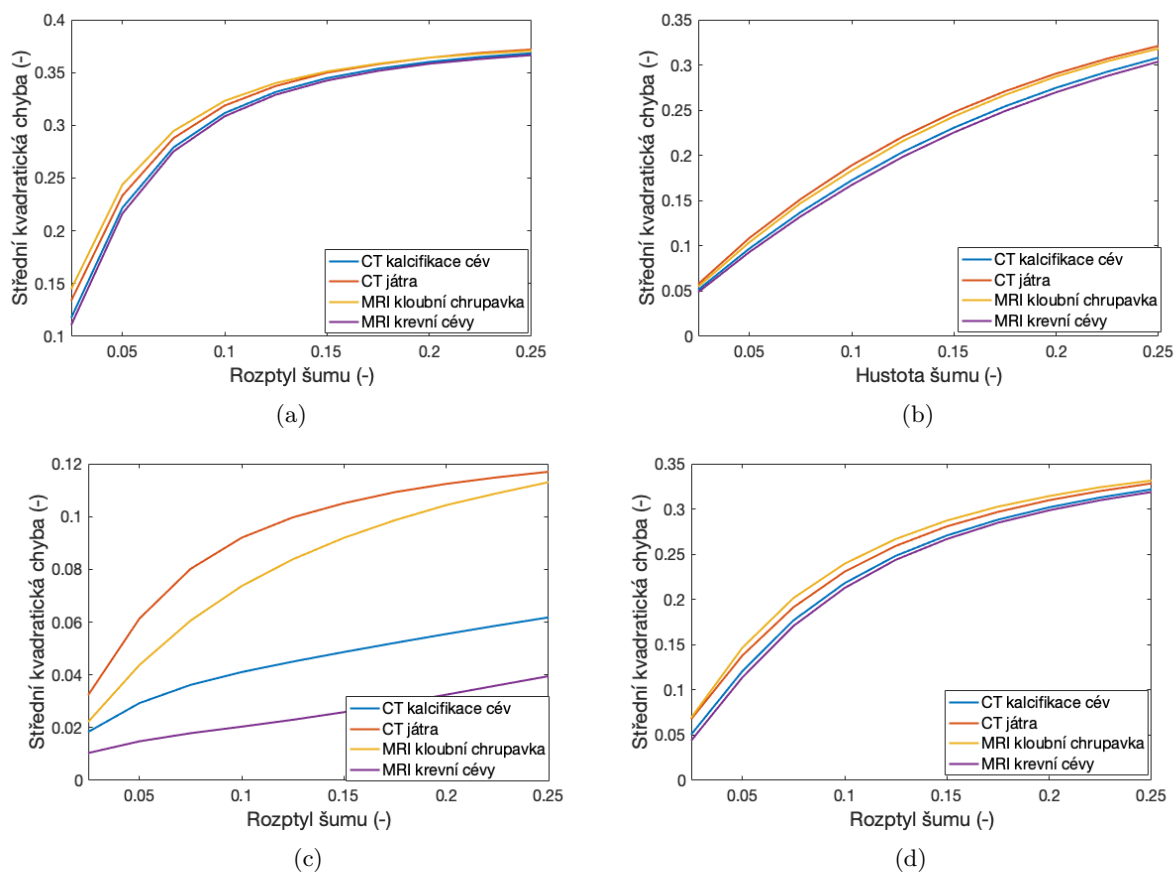 0.4
0.35
0.3
0.25
0.2
0.15
0.1
Střední kvadratická chyba (-)
CT kalcifikace cév
CT játra
MRI kloubní chrupavka
MRI krevní cévy
0.05 0.1 0.15 0.2 0.25
Rozptyl šumu (-)
(a)
0.35
0.3
0.25
0.2
0.15
0.1
0.05
0
Střední kvadratická chyba (-)
CT kalcifikace cév
CT játra
MRI kloubní chrupavka
MRI krevní cévy
0.05 0.1 0.15 0.2 0.25
Hustota šumu (-)
(b)
0.12
0.1
0.08
0.06
0.04
0.02
0
Střední kvadratická chyba (-)
CT kalcifikace cév
CT játra
MRI kloubní chrupavka
MRI krevní cévy
0.05 0.1 0.15 0.2 0.25
Rozptyl šumu (-)
(c)
0.35
0.3
0.25
0.2
0.15
0.1
0.05
0
Střední kvadratická chyba (-)
CT kalcifikace cév
CT játra
MRI kloubní chrupavka
MRI krevní cévy
0.05 0.1 0.15 0.2 0.25
Rozptyl šumu (-)
(d)